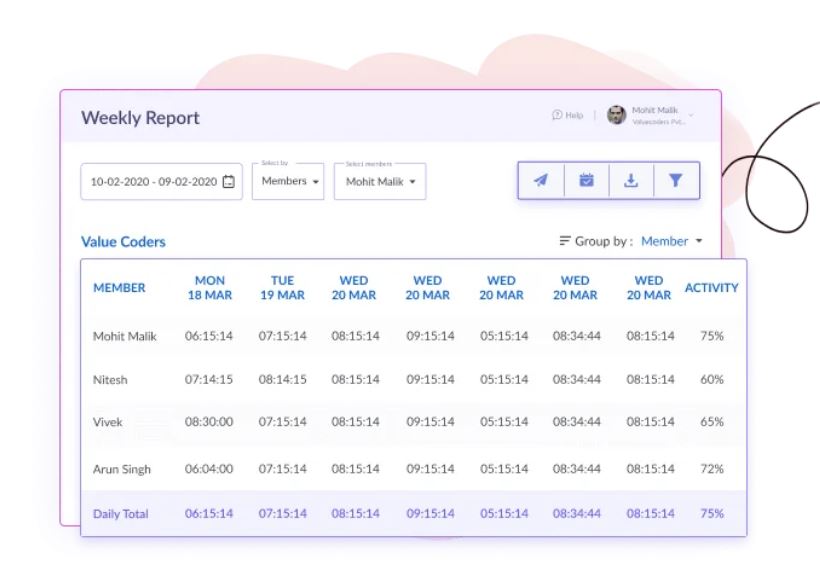 Weekly Report
Help
Mohit Malik
Valuecoders Pvt...
Select by
Select members
10-02-2020 - 09-02-2020
Members
Mohit Malik
Value Coders
Group by : Member
MEMBER MON 18 MAR TUE 19 MAR WED 20 MAR WED 20 MAR WED 20 MAR WED 20 MAR WED 20 MAR ACTIVITY
Mohit Malik 06:15:14 07:15:14 08:15:14 09:15:14 05:15:14 08:34:44 08:15:14 75%
Nitesh 07:14:15 08:14:15 08:15:14 09:15:14 05:15:14 08:34:44 08:15:14 60%
Vivek 08:30:00 07:15:14 08:15:14 09:15:14 05:15:14 08:34:44 08:15:14 65%
Arun Singh 06:04:00 07:15:14 08:15:14 09:15:14 05:15:14 08:34:44 08:15:14 72%
Daily Total 06:15:14 07:15:14 08:15:14 09:15:14 05:15:14 08:34:44 08:15:14 75%